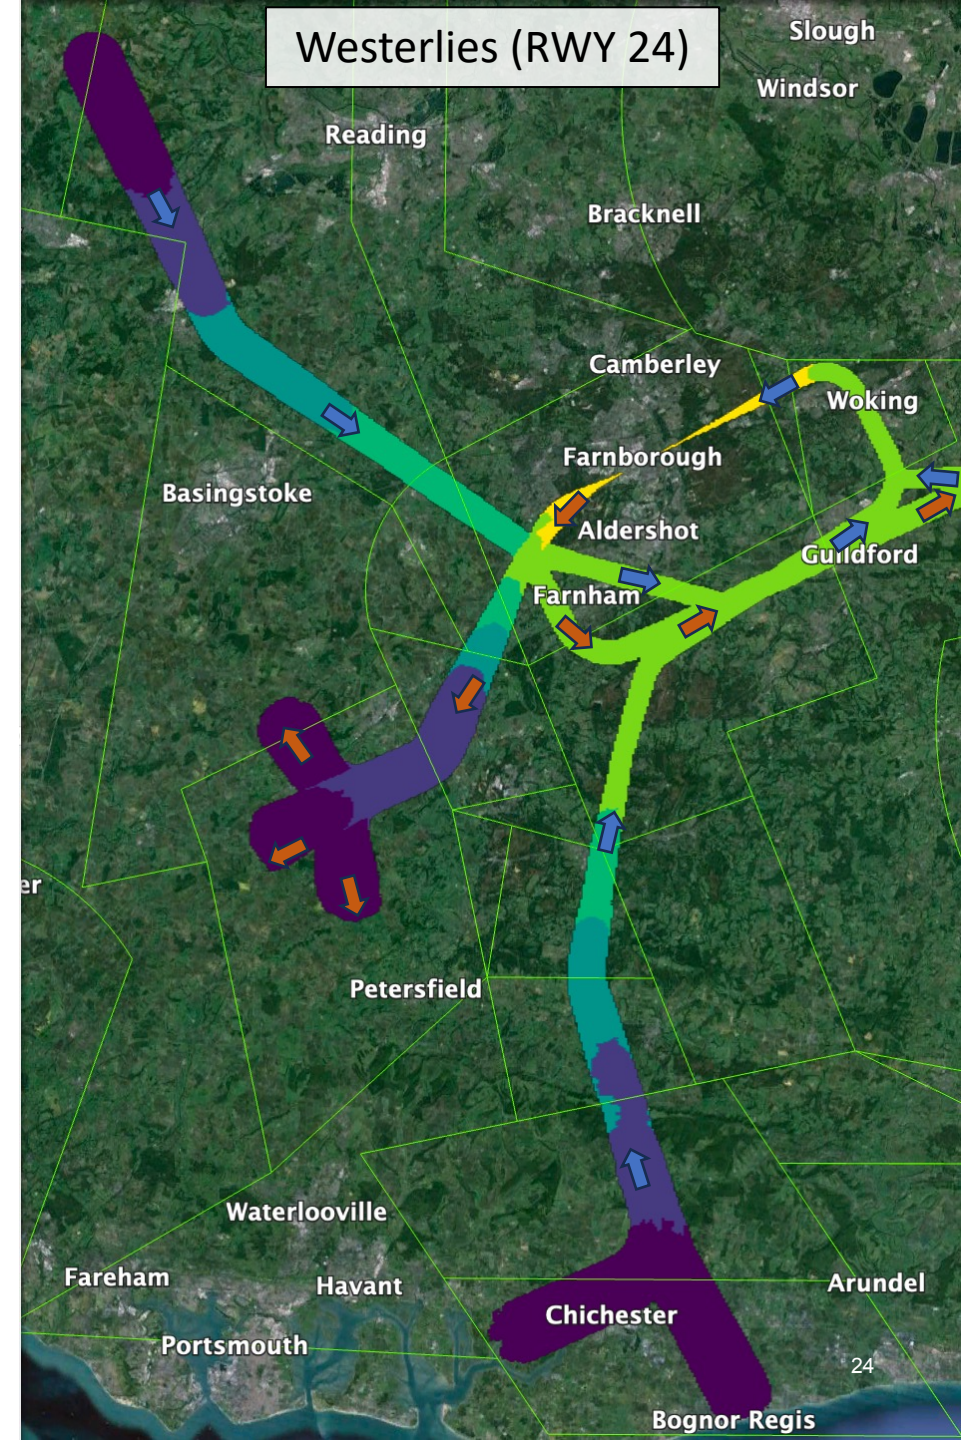 Westerlies (RWY 24)
Slough
Windsor
Reading
Bracknell
Camberley
Woking
Farnborough
Basingstoke
Aldershot
Guildford
Farnham
er
Petersfield
Waterlooville
Fareham
Havant
Arundel
Chichester
Portsmouth
24
Bognor Regis